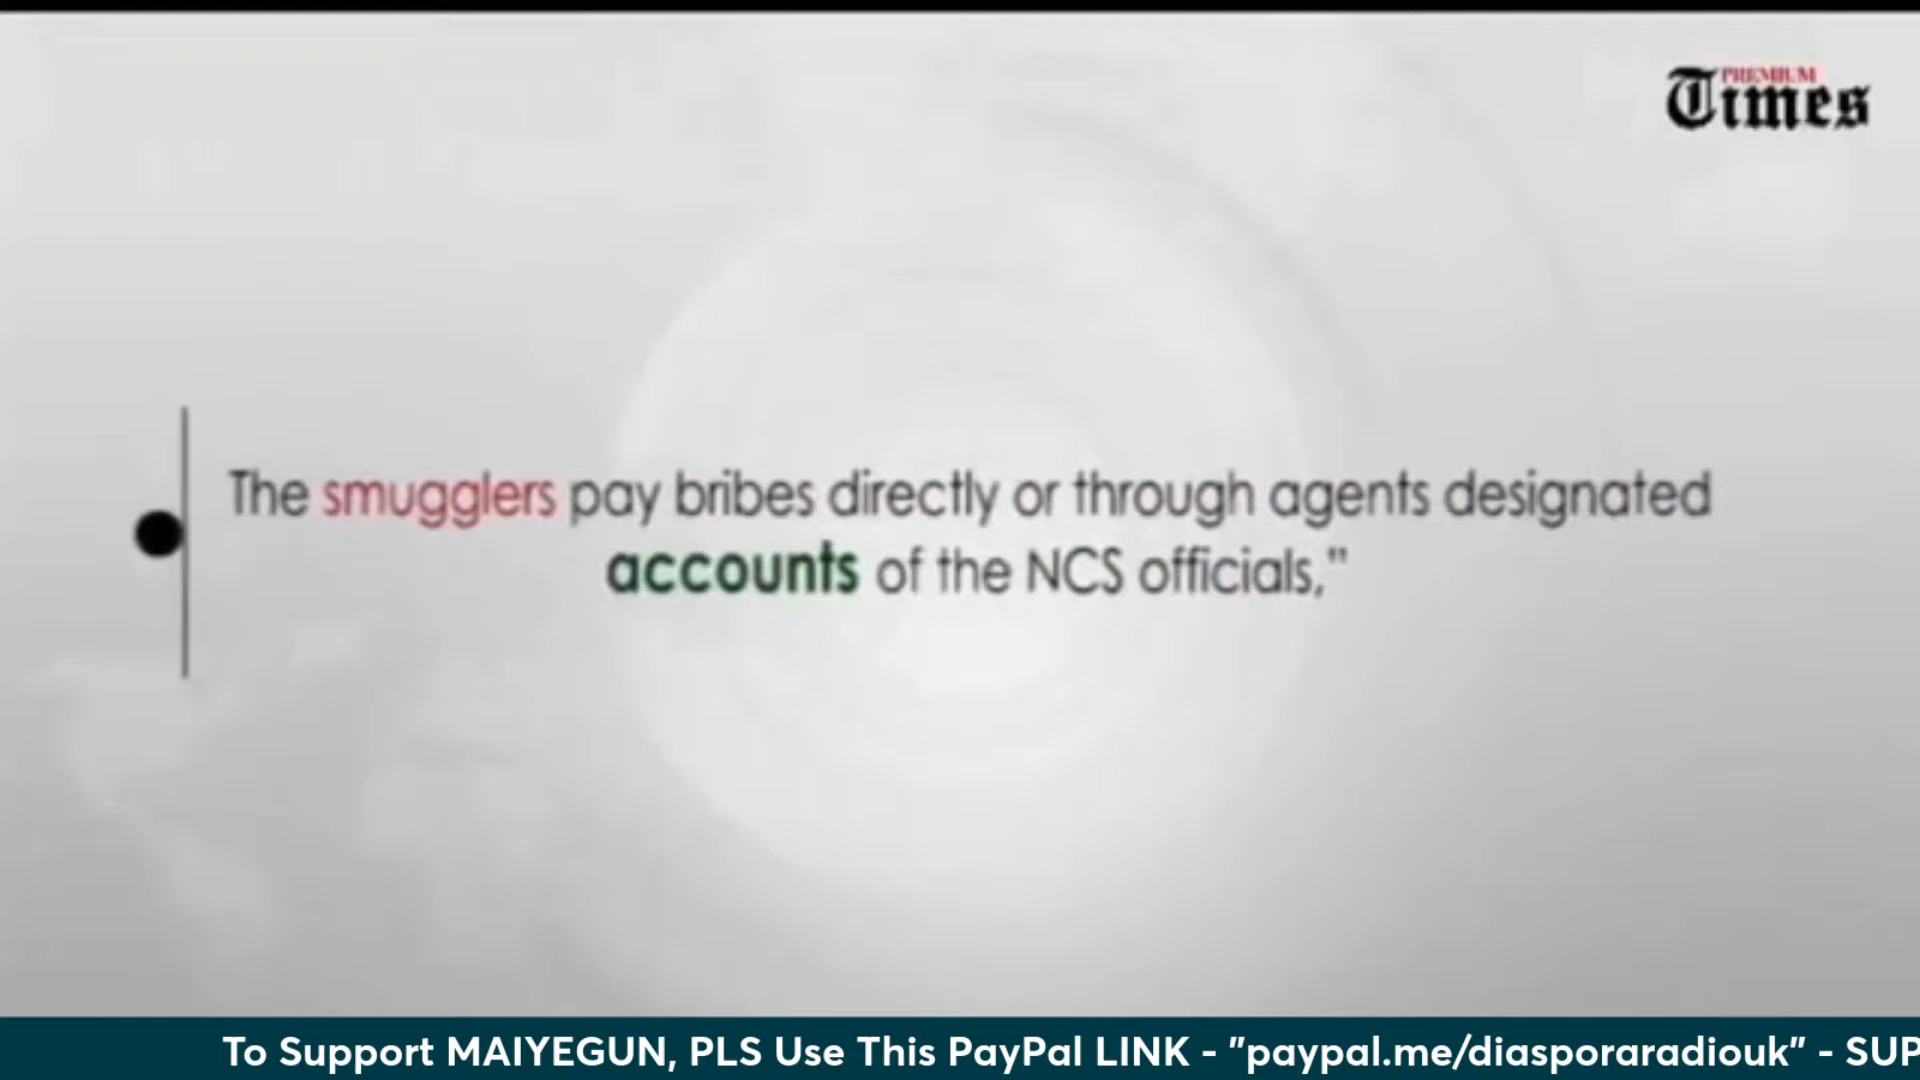 PREMIUM
Times
The smugglers pay bribes directly or through agents designated
accounts of the NCS officials,"
To Support MAIYEGUN, PLS Use This PayPal LINK - "paypal.me/diasporaradiouk" - SUP